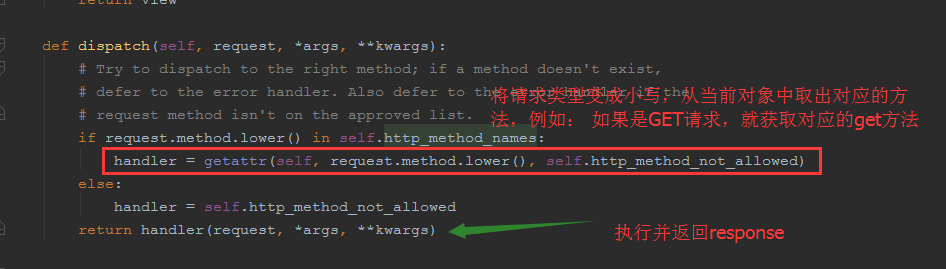 return view
def dispatch(self, request, *args, **kwargs):
# Try to dispatch to the right method; if a method doesn't exist,
# defer to the error handler. Also defer to the error handler if the
将请求类型变成小写，从当前对象中取出对应的方
# request method isn't on the approved list.
法，例如： 如果是GET请求，就获取对应的get方法
if request.method.lower() in self.http_method_names:
handler = getattr(self, request.method.lower(), self.http_method_not_allowed)
else:
handler = self.http_method_not_allowed
return handler(request, *args, **kwargs)
执行并返回response